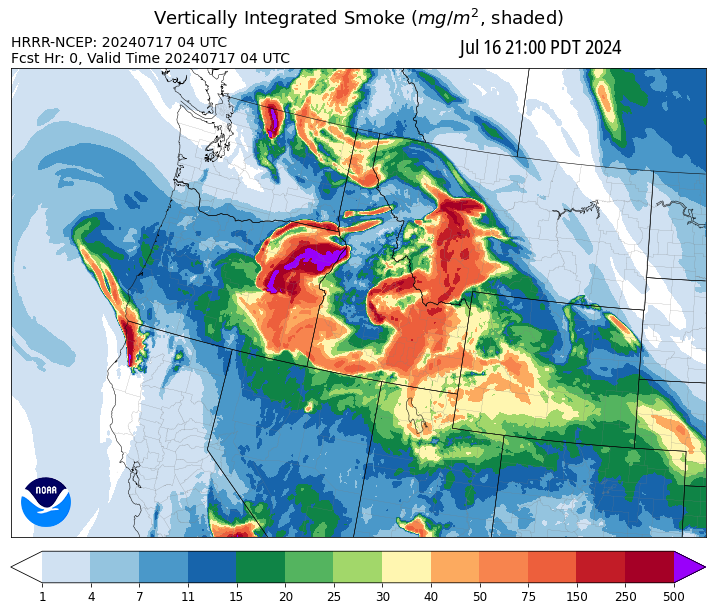 Vertically Integrated Smoke (mg/m², shaded)
HRRR-NCEP: 20240717 04 UTC
Jul 16 21:00 PDT 2024
Fcst Hr: 0, Valid Time 20240717 04 UTC
NOAA
1 4 7 11 15 20 25 30 40 50 75 150 250 500